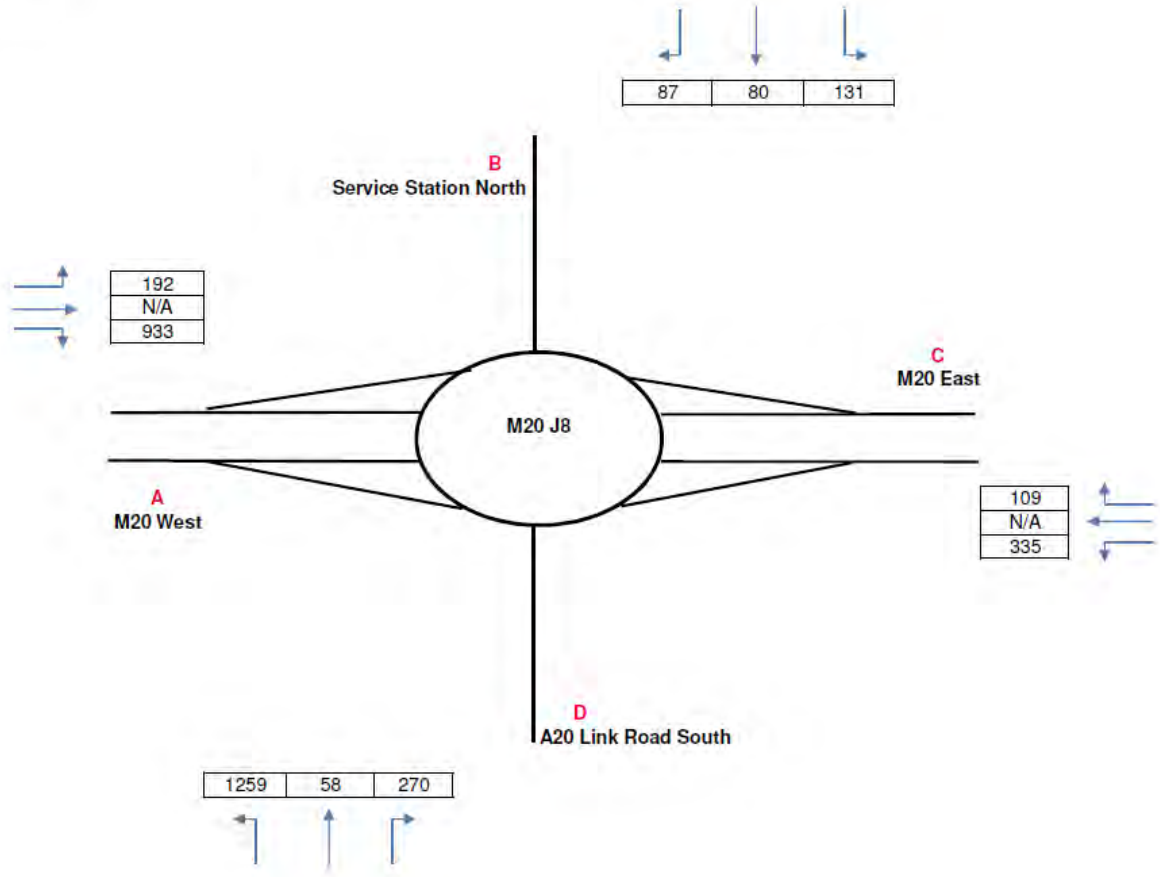 87 80 131
B
Service Station North
192
N/A
933
C
M20 East
M20 J8
A
M20 West
109
N/A
335
D
A20 Link Road South
1259 58 270